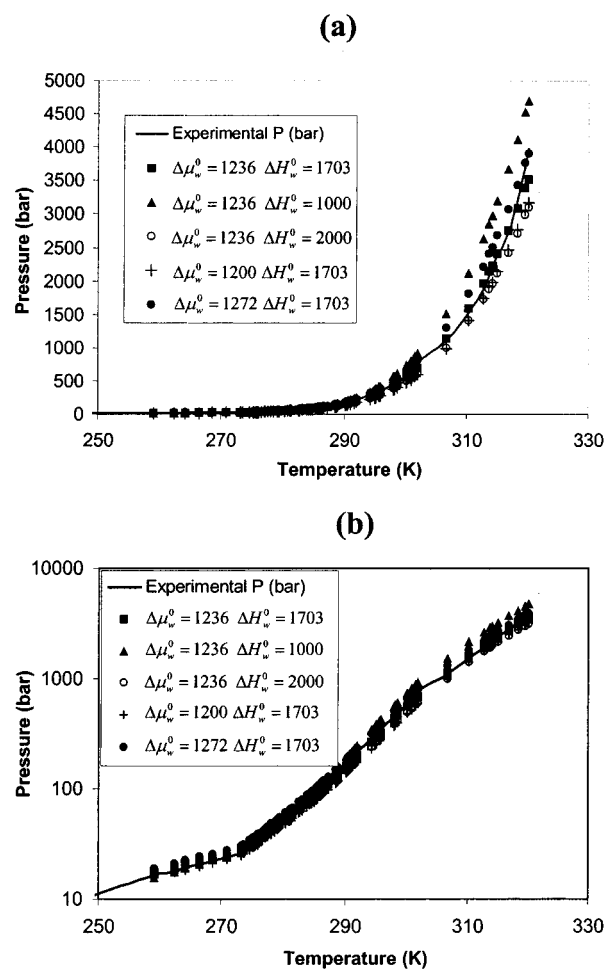 (a)
5000
4500
4000
3500
3000
2500
2000
1500
1000
500
0
Pressure (bar)
Experimental P (bar)
Δμ_w^0 = 1236 ΔH_w^0 = 1703
Δμ_w^0 = 1236 ΔH_w^0 = 1000
Δμ_w^0 = 1236 ΔH_w^0 = 2000
Δμ_w^0 = 1200 ΔH_w^0 = 1703
Δμ_w^0 = 1272 ΔH_w^0 = 1703
250 270 290 310 330
Temperature (K)
(b)
10000
1000
100
10
Pressure (bar)
Experimental P (bar)
Δμ_w^0 = 1236 ΔH_w^0 = 1703
Δμ_w^0 = 1236 ΔH_w^0 = 1000
Δμ_w^0 = 1236 ΔH_w^0 = 2000
Δμ_w^0 = 1200 ΔH_w^0 = 1703
Δμ_w^0 = 1272 ΔH_w^0 = 1703
250 270 290 310 330
Temperature (K)